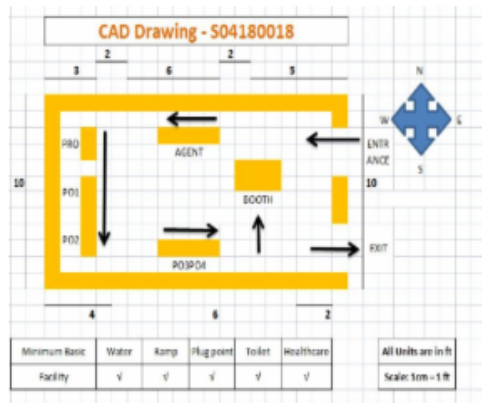 CAD Drawing - S04180018
2
2
3
6
5
N
W
E
S
PRO
AGENT
ENTR
ANCE
10
PO1
BOOTH
10
PO2
EXIT
PO3PO4
4
6
2
Minimum Basic Water Ramp Plug point Toilet Healthcare
Facility √ √ √ √ √
All Units are in ft
Scale: 1cm - 1 ft